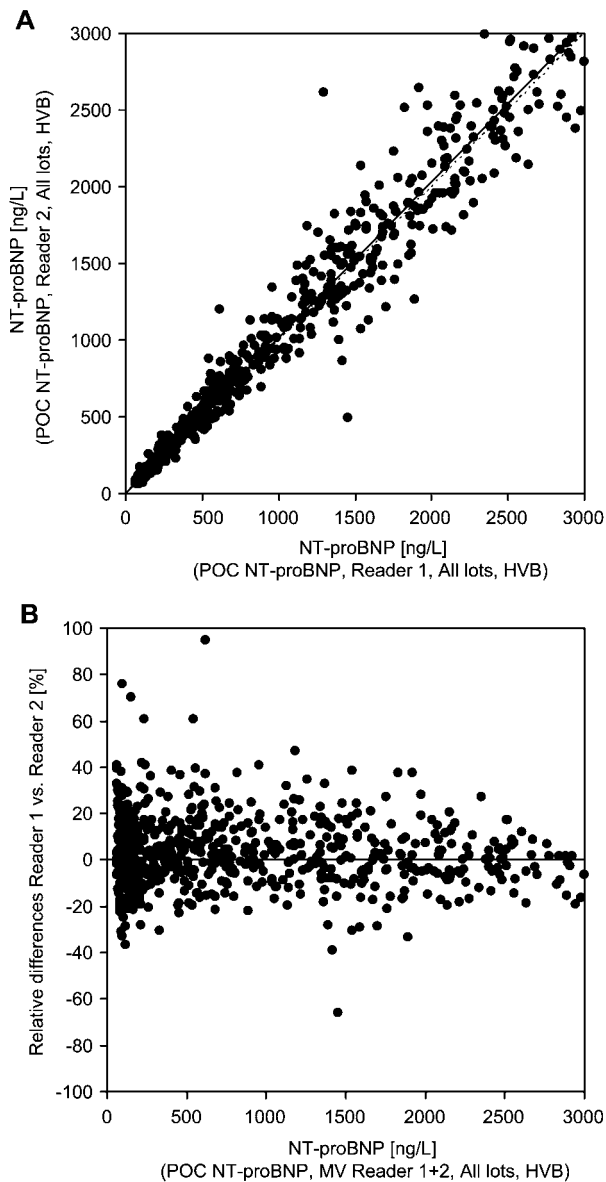 A
NT-proBNP [ng/L]
(POC NT-proBNP, Reader 2, All lots, HVB)
3000
2500
2000
1500
1000
500
0
0 500 1000 1500 2000 2500 3000
NT-proBNP [ng/L]
(POC NT-proBNP, Reader 1, All lots, HVB)
B
Relative differences Reader 1 vs. Reader 2 [%]
100
80
60
40
20
0
-20
-40
-60
-80
-100
0 500 1000 1500 2000 2500 3000
NT-proBNP [ng/L]
(POC NT-proBNP, MV Reader 1+2, All lots, HVB)